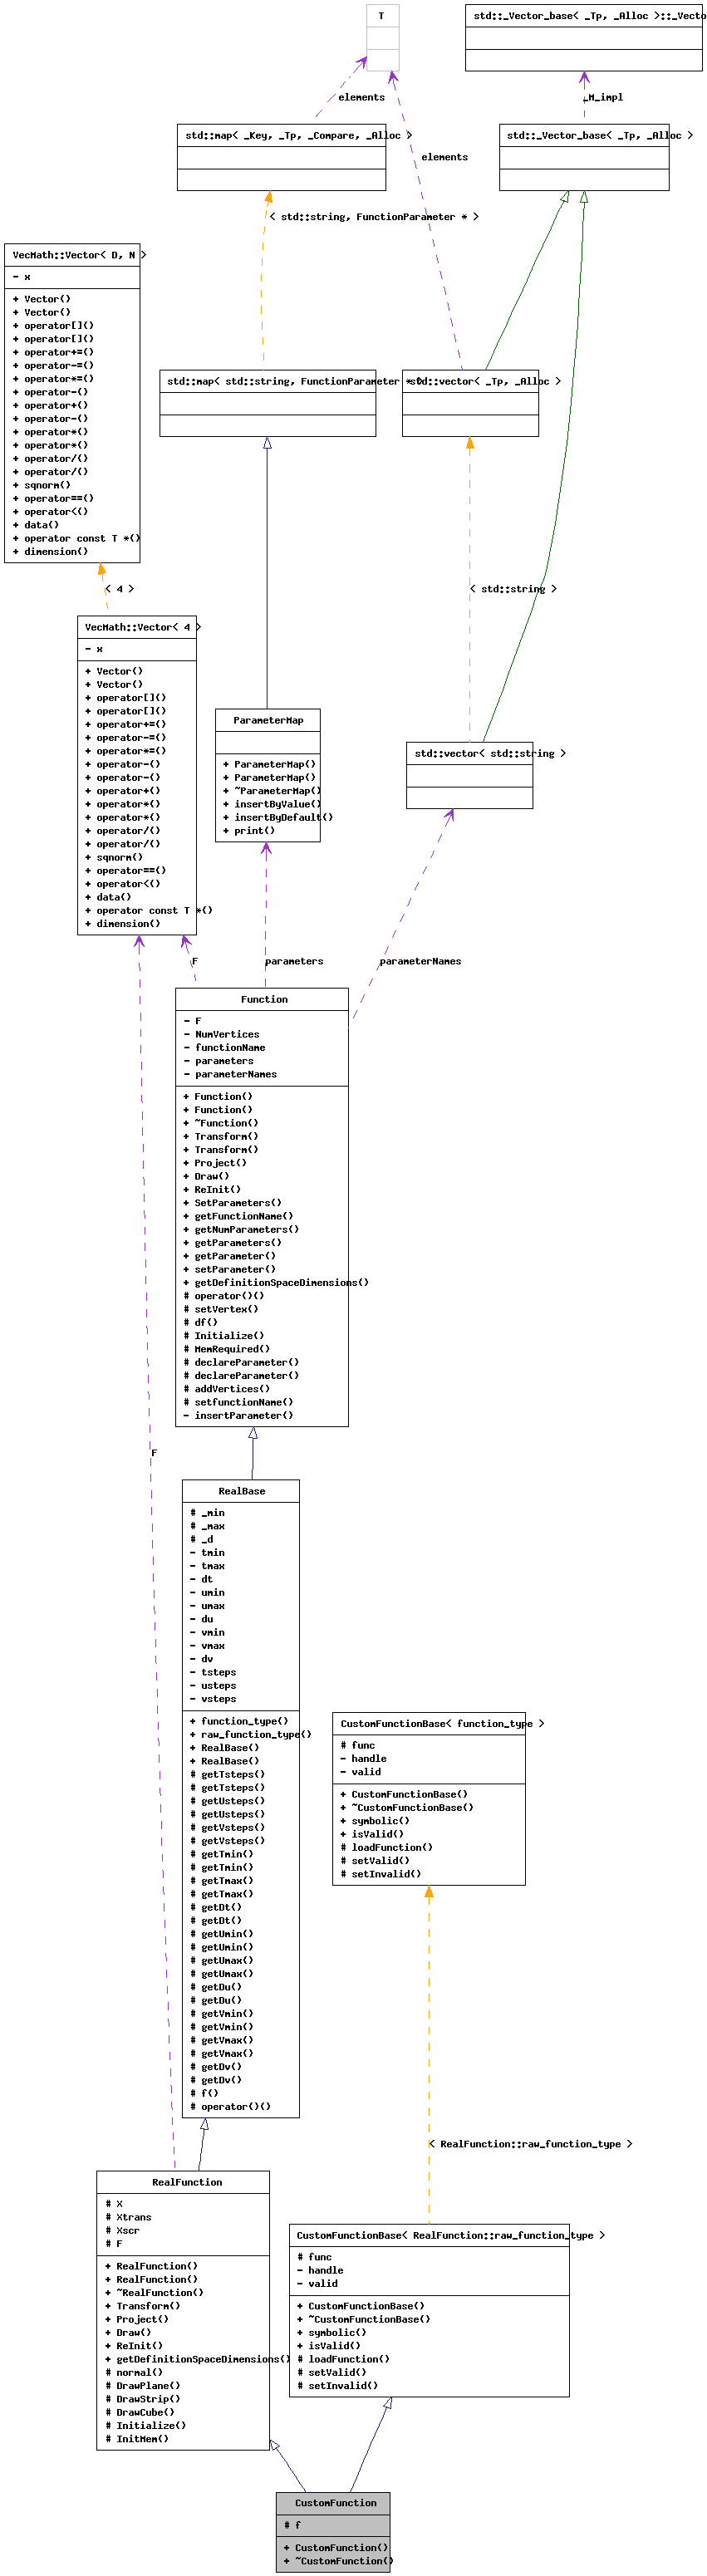 T
std::_Vector_base< _Tp, _Alloc >::_Vecto
elements
_M_impl
std::map< _Key, _Tp, _Compare, _Alloc >
std::_Vector_base< _Tp, _Alloc >
elements
< std::string, FunctionParameter * >
VecMath::Vector< D, N >
- x
+ Vector()
+ Vector()
+ operator[]()
+ operator[]()
+ operator+=()
+ operator-=()
+ operator*=()
+ operator-()
+ operator+()
+ operator-()
+ operator*()
+ operator*()
+ operator/()
+ operator/()
+ sqnorm()
+ operator==()
+ operator<()
+ data()
+ operator const T *()
+ dimension()
std::map< std::string, FunctionParameter * >
std::vector< _Tp, _Alloc >
< 4 >
< std::string >
VecMath::Vector< 4 >
- x
+ Vector()
+ Vector()
+ operator[]()
+ operator[]()
+ operator+=()
+ operator-=()
+ operator*=()
+ operator-()
+ operator-()
+ operator+()
+ operator*()
+ operator*()
+ operator/()
+ operator/()
+ sqnorm()
+ operator==()
+ operator<()
+ data()
+ operator const T *()
+ dimension()
ParameterMap
+ ParameterMap()
+ ParameterMap()
+ ~ParameterMap()
+ insertByValue()
+ insertByDefault()
+ print()
std::vector< std::string >
F
parameters
parameterNames
Function
- F
- NumVertices
- functionName
- parameters
- parameterNames
+ Function()
+ Function()
+ ~Function()
+ Transform()
+ Transform()
+ Project()
+ Draw()
+ ReInit()
+ SetParameters()
+ getFunctionName()
+ getNumParameters()
+ getParameters()
+ getParameter()
+ setParameter()
+ getDefinitionSpaceDimensions()
# operator()()
# setVertex()
# df()
# Initialize()
# MemRequired()
# declareParameter()
# declareParameter()
# addVertices()
# setfunctionName()
- insertParameter()
F
RealBase
# _min
# _max
# _d
- tmin
- tmax
- dt
- umin
- umax
- du
- vmin
- vmax
- dv
- tsteps
- usteps
- vsteps
+ function_type()
+ raw_function_type()
+ RealBase()
+ RealBase()
# getTsteps()
# getTsteps()
# getUsteps()
# getUsteps()
# getVsteps()
# getVsteps()
# getTmin()
# getTmin()
# getTmax()
# getTmax()
# getDt()
# getDt()
# getUmin()
# getUmin()
# getUmax()
# getUmax()
# getDu()
# getDu()
# getVmin()
# getVmin()
# getVmax()
# getVmax()
# getDv()
# getDv()
# f()
# operator()()
CustomFunctionBase< function_type >
# func
- handle
- valid
+ CustomFunctionBase()
+ ~CustomFunctionBase()
+ symbolic()
+ isValid()
# loadFunction()
# setValid()
# setInvalid()
< RealFunction::raw_function_type >
RealFunction
# X
# Xtrans
# Xscr
# F
+ RealFunction()
+ RealFunction()
+ ~RealFunction()
+ Transform()
+ Project()
+ Draw()
+ ReInit()
+ getDefinitionSpaceDimensions()
# normal()
# DrawPlane()
# DrawStrip()
# DrawCube()
# Initialize()
# InitMem()
CustomFunctionBase< RealFunction::raw_function_type >
# func
- handle
- valid
+ CustomFunctionBase()
+ ~CustomFunctionBase()
+ symbolic()
+ isValid()
# loadFunction()
# setValid()
# setInvalid()
CustomFunction
# f
+ CustomFunction()
+ ~CustomFunction()